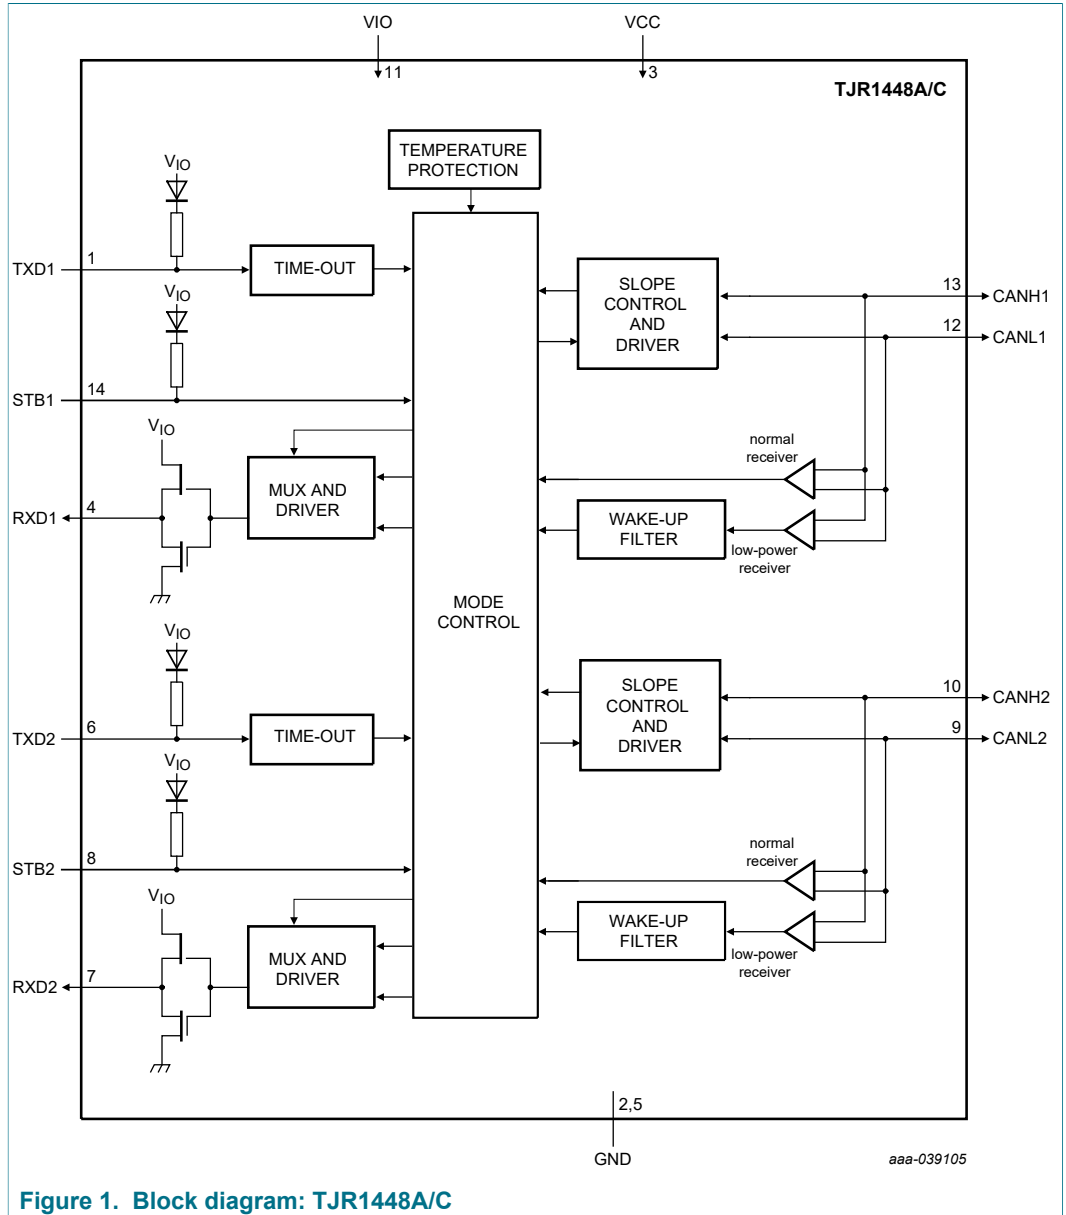 VIO
VCC
11
3
TJR1448A/C
TEMPERATURE
PROTECTION
VIO
TXD1
1
TIME-OUT
SLOPE
CONTROL
AND
DRIVER
13
CANH1
12
CANL1
VIO
STB1
14
VIO
MUX AND
DRIVER
RXD1
4
normal
receiver
WAKE-UP
FILTER
low-power
receiver
MODE
CONTROL
VIO
TXD2
6
TIME-OUT
SLOPE
CONTROL
AND
DRIVER
10
CANH2
9
CANL2
VIO
STB2
8
VIO
MUX AND
DRIVER
RXD2
7
normal
receiver
WAKE-UP
FILTER
low-power
receiver
2,5
GND
aaa-039105
Figure 1. Block diagram: TJR1448A/C